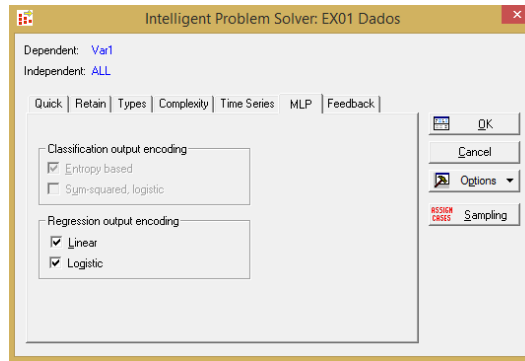 Intelligent Problem Solver: EX01 Dados
Dependent: Var1
Independent: ALL
Quick Retain Types Complexity Time Series MLP Feedback
Classification output encoding
Entropy based
Sum-squared, logistic
Regression output encoding
Linear
Logistic
OK
Cancel
Options
ASSIGN CASES Sampling